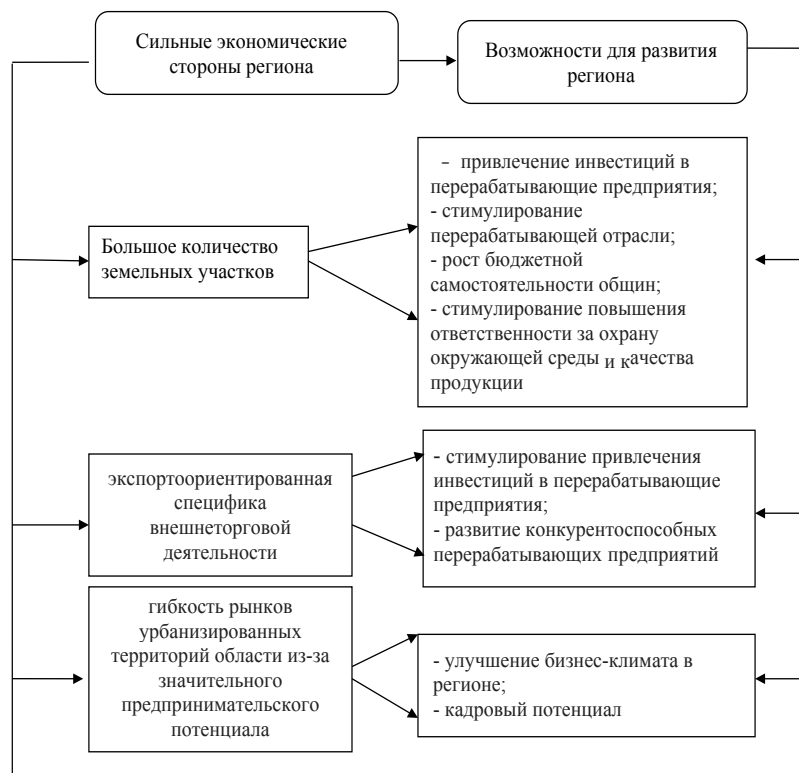 Сильные экономические
стороны региона
Возможности для развития
региона
Большое количество
земельных участков
- привлечение инвестиций в
перерабатывающие предприятия;
- стимулирование
перерабатывающей отрасли;
- рост бюджетной
самостоятельности общин;
- стимулирование повышения
ответственности за охрану
окружающей среды и качества
продукции
экспортоориентированная
специфика
внешнеторговой
деятельности
- стимулирование привлечения
инвестиций в перерабатывающие
предприятия;
- развитие конкурентоспособных
перерабатывающих предприятий
гибкость рынков
урбанизированных
территорий области из-за
значительного
предпринимательского
потенциала
- улучшение бизнес-климата в
регионе;
- кадровый потенциал